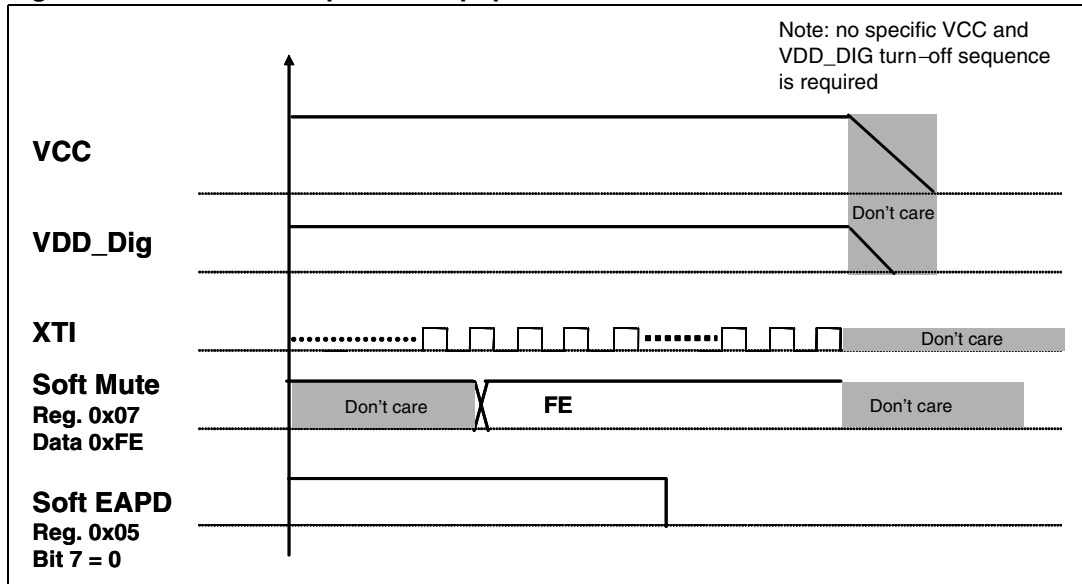 Note: no specific VCC and
VDD_DIG turn–off sequence
is required
VCC
Don't care
VDD_Dig
XTI
Don't care
Soft Mute
Reg. 0x07
Data 0xFE
Don't care
FE
Don't care
Soft EAPD
Reg. 0x05
Bit 7 = 0